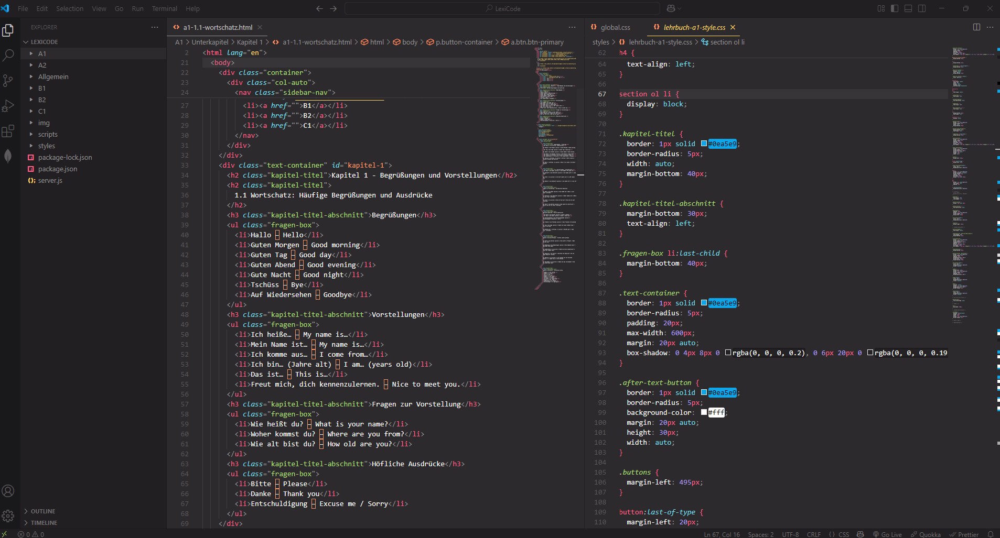 File Edit Selection View Go Run Terminal Help
LexiCode
EXPLORER
LEXICODE
A1
A2
Allgemein
B1
B2
C1
img
scripts
styles
package-lock.json
package.json
server.js
OUTLINE
TIMELINE
a1-1.1-wortschatz.html
A1 > Unterkapitel > Kapitel 1 > a1-1.1-wortschatz.html > html > body > p.button-container > a.btn.btn-primary
2 <html lang="en">
21 <body>
22 <div class="container">
23 <div class="col-auto">
24 <nav class="sidebar-nav">
27 <li><a href="">B1</a></li>
28 <li><a href="">B2</a></li>
29 <li><a href="">C1</a></li>
30 </nav>
31 </div>
32 </div>
33 <div class="text-container" id="kapitel-1">
34 <h2 class="kapitel-titel">Kapitel 1 - Begrüßungen und Vorstellungen</h2>
35 <h2 class="kapitel-titel">
36 1.1 Wortschatz: Häufige Begrüßungen und Ausdrücke
37 </h2>
38 <h3 class="kapitel-titel-abschnitt">Begrüßungen</h3>
39 <ul class="fragen-box">
40 <li>Hallo – Hello</li>
41 <li>Guten Morgen – Good morning</li>
42 <li>Guten Tag – Good day</li>
43 <li>Guten Abend – Good evening</li>
44 <li>Gute Nacht – Good night</li>
45 <li>Tschüss – Bye</li>
46 <li>Auf Wiedersehen – Goodbye</li>
47 </ul>
48 <h3 class="kapitel-titel-abschnitt">Vorstellungen</h3>
49 <ul class="fragen-box">
50 <li>Ich heiße… – My name is…</li>
51 <li>Mein Name ist… – My name is…</li>
52 <li>Ich komme aus… – I come from…</li>
53 <li>Ich bin… (Jahre alt) – I am… (years old)</li>
54 <li>Das ist… – This is…</li>
55 <li>Freut mich, dich kennenzulernen. – Nice to meet you.</li>
56 </ul>
57 <h3 class="kapitel-titel-abschnitt">Fragen zur Vorstellung</h3>
58 <ul class="fragen-box">
59 <li>Wie heißt du? – What is your name?</li>
60 <li>Woher kommst du? – Where are you from?</li>
61 <li>Wie alt bist du? – How old are you?</li>
62 </ul>
63 <h3 class="kapitel-titel-abschnitt">Höfliche Ausdrücke</h3>
64 <ul class="fragen-box">
65 <li>Bitte – Please</li>
66 <li>Danke – Thank you</li>
67 <li>Entschuldigung – Excuse me / Sorry</li>
68 </ul>
69 </div>
global.css lehrbuch-a1-style.css
styles > lehrbuch-a1-style.css > section ol li
62 h4 {
64 text-align: left;
65 }
66
67 section ol li {
68 display: block;
69 }
70
71 .kapitel-titel {
72 border: 1px solid #0ea5e9;
73 border-radius: 5px;
74 width: auto;
75 margin-bottom: 40px;
76 }
77
78 .kapitel-titel-abschnitt {
79 margin-bottom: 30px;
80 text-align: left;
81 }
82
83 .fragen-box li:last-child {
84 margin-bottom: 40px;
85 }
86
87 .text-container {
88 border: 1px solid #0ea5e9;
89 border-radius: 5px;
90 padding: 20px;
91 max-width: 600px;
92 margin: 20px auto;
93 box-shadow: 0 4px 8px 0 rgba(0, 0, 0, 0.2), 0 6px 20px 0 rgba(0, 0, 0, 0.19
94 }
95
96 .after-text-button {
97 border: 1px solid #0ea5e9;
98 border-radius: 5px;
99 background-color: #fff;
100 margin: 20px auto;
101 height: 30px;
102 width: auto;
103 }
104
105 .buttons {
106 margin-left: 495px;
107 }
108
109 button:last-of-type {
110 margin-left: 20px;
0 0
Ln 67, Col 16 Spaces: 2 UTF-8 CRLF { } CSS Go Live Quokka Prettier